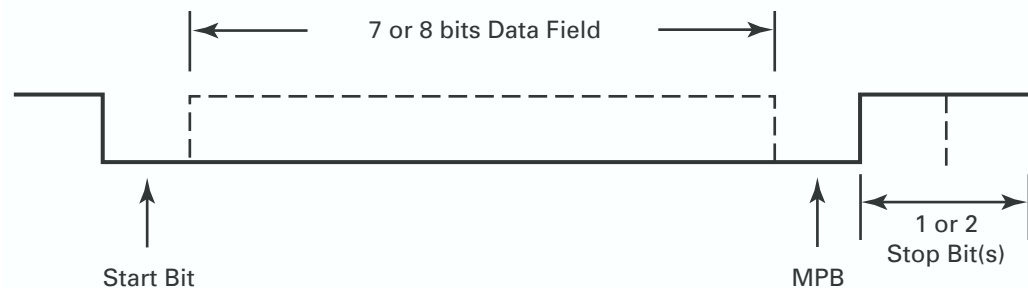 7 or 8 bits Data Field
1 or 2
Stop Bit(s)
Start Bit
MPB